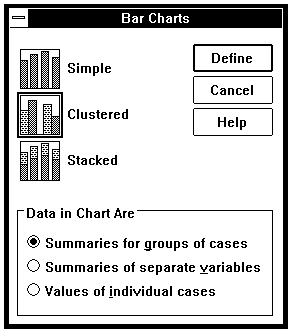 Bar Charts
Simple
Clustered
Stacked
Define
Cancel
Help
Data in Chart Are
Summaries for groups of cases
Summaries of separate variables
Values of individual cases